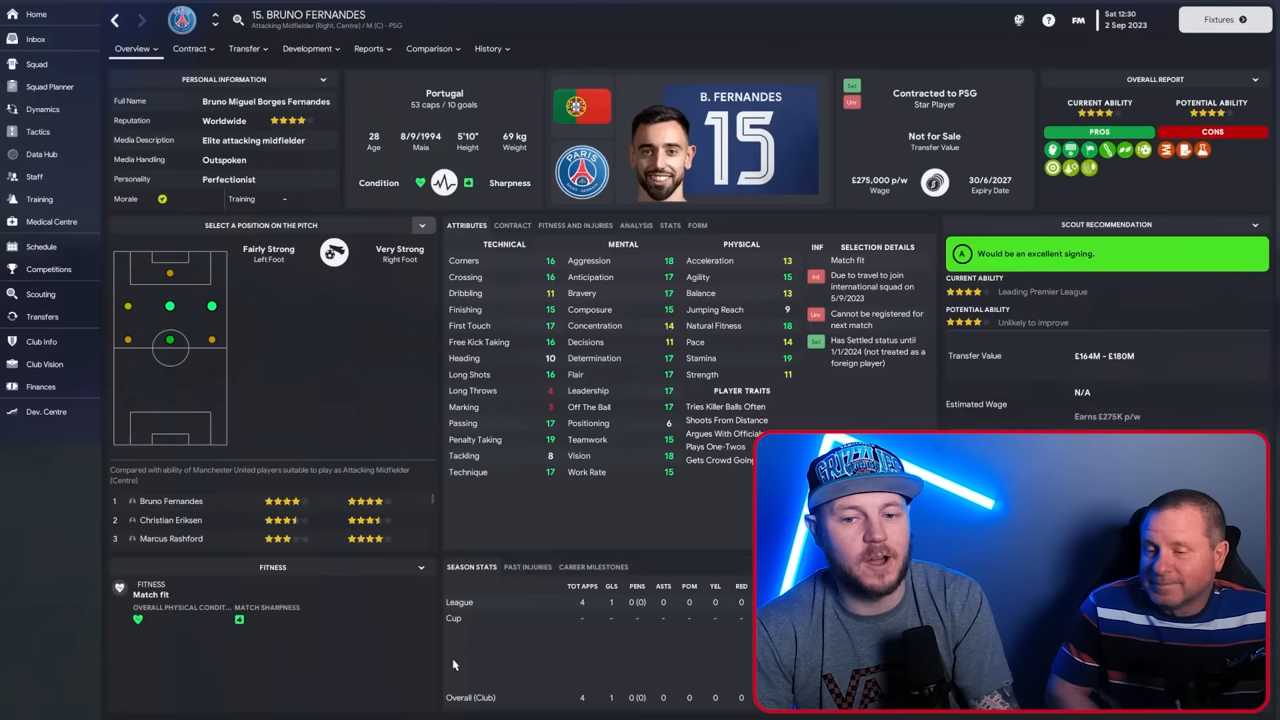 Home
Inbox
Squad
Squad Planner
Dynamics
Tactics
Data Hub
Staff
Training
Medical Centre
Schedule
Competitions
Scouting
Transfers
Club Info
Club Vision
Finances
Dev. Centre
15. BRUNO FERNANDES
Attacking Midfielder (Right, Centre) / M (C) - PSG
FM
Sat 12:30
2 Sep 2023
Fixtures
Overview Contract Transfer Development Reports Comparison History
PERSONAL INFORMATION
Full Name Bruno Miguel Borges Fernandes
Reputation Worldwide
Media Description Elite attacking midfielder
Media Handling Outspoken
Personality Perfectionist
Morale Training -
Portugal
53 caps / 10 goals
28 8/9/1994 5'10" 69 kg
Age Maia Height Weight
Condition Sharpness
PARIS
B. FERNANDES
15
Set
Unr
Contracted to PSG
Star Player
Not for Sale
Transfer Value
£275,000 p/w 30/6/2027
Wage Expiry Date
OVERALL REPORT
CURRENT ABILITY POTENTIAL ABILITY
PROS CONS
SELECT A POSITION ON THE PITCH
Fairly Strong Very Strong
Left Foot Right Foot
Compared with ability of Manchester United players suitable to play as Attacking Midfielder
(Centre)
1 Bruno Fernandes
2 Christian Eriksen
3 Marcus Rashford
FITNESS
FITNESS
Match fit
OVERALL PHYSICAL CONDIT... MATCH SHARPNESS
ATTRIBUTES CONTRACT FITNESS AND INJURIES ANALYSIS STATS FORM
TECHNICAL MENTAL PHYSICAL
Corners 16 Aggression 18 Acceleration 13
Crossing 16 Anticipation 17 Agility 15
Dribbling 11 Bravery 17 Balance 13
Finishing 15 Composure 15 Jumping Reach 9
First Touch 17 Concentration 14 Natural Fitness 18
Free Kick Taking 16 Decisions 11 Pace 14
Heading 10 Determination 17 Stamina 19
Long Shots 16 Flair 17 Strength 11
Long Throws 4 Leadership 17
Marking 3 Off The Ball 17
Passing 17 Positioning 6
Penalty Taking 19 Teamwork 15
Tackling 8 Vision 18
Technique 17 Work Rate 15
PLAYER TRAITS
Tries Killer Balls Often
Shoots From Distance
Argues With Official
Plays One-Twos
Gets Crowd Going
INF SELECTION DETAILS
Match fit
Int Due to travel to join
international squad on
5/9/2023
Unr Cannot be registered for
next match
Set Has Settled status until
1/1/2024 (not treated as a
foreign player)
SCOUT RECOMMENDATION
A Would be an excellent signing.
CURRENT ABILITY
Leading Premier League
POTENTIAL ABILITY
Unlikely to improve
Transfer Value £164M - £180M
N/A
Estimated Wage
Earns £275K p/w
SEASON STATS PAST INJURIES CAREER MILESTONES
TOT APPS GLS PENS ASTS POM YEL RED
League 4 1 0 (0) 0 0 0 0
Cup - - - - - - -
Overall (Club) 4 1 0 (0) 0 0 0 0